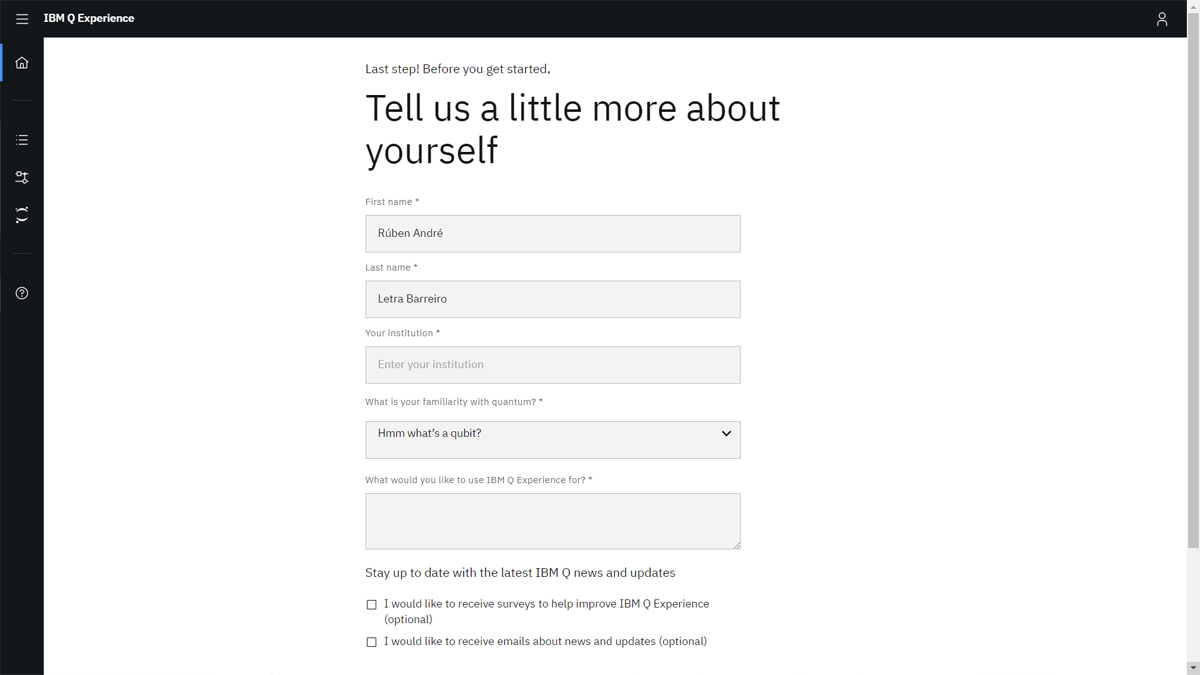 IBM Q Experience
Last step! Before you get started,
Tell us a little more about
yourself
First name *
Rúben André
Last name *
Letra Barreiro
Your institution *
Enter your institution
What is your familiarity with quantum? *
Hmm what's a qubit?
What would you like to use IBM Q Experience for? *
Stay up to date with the latest IBM Q news and updates
I would like to receive surveys to help improve IBM Q Experience
(optional)
I would like to receive emails about news and updates (optional)